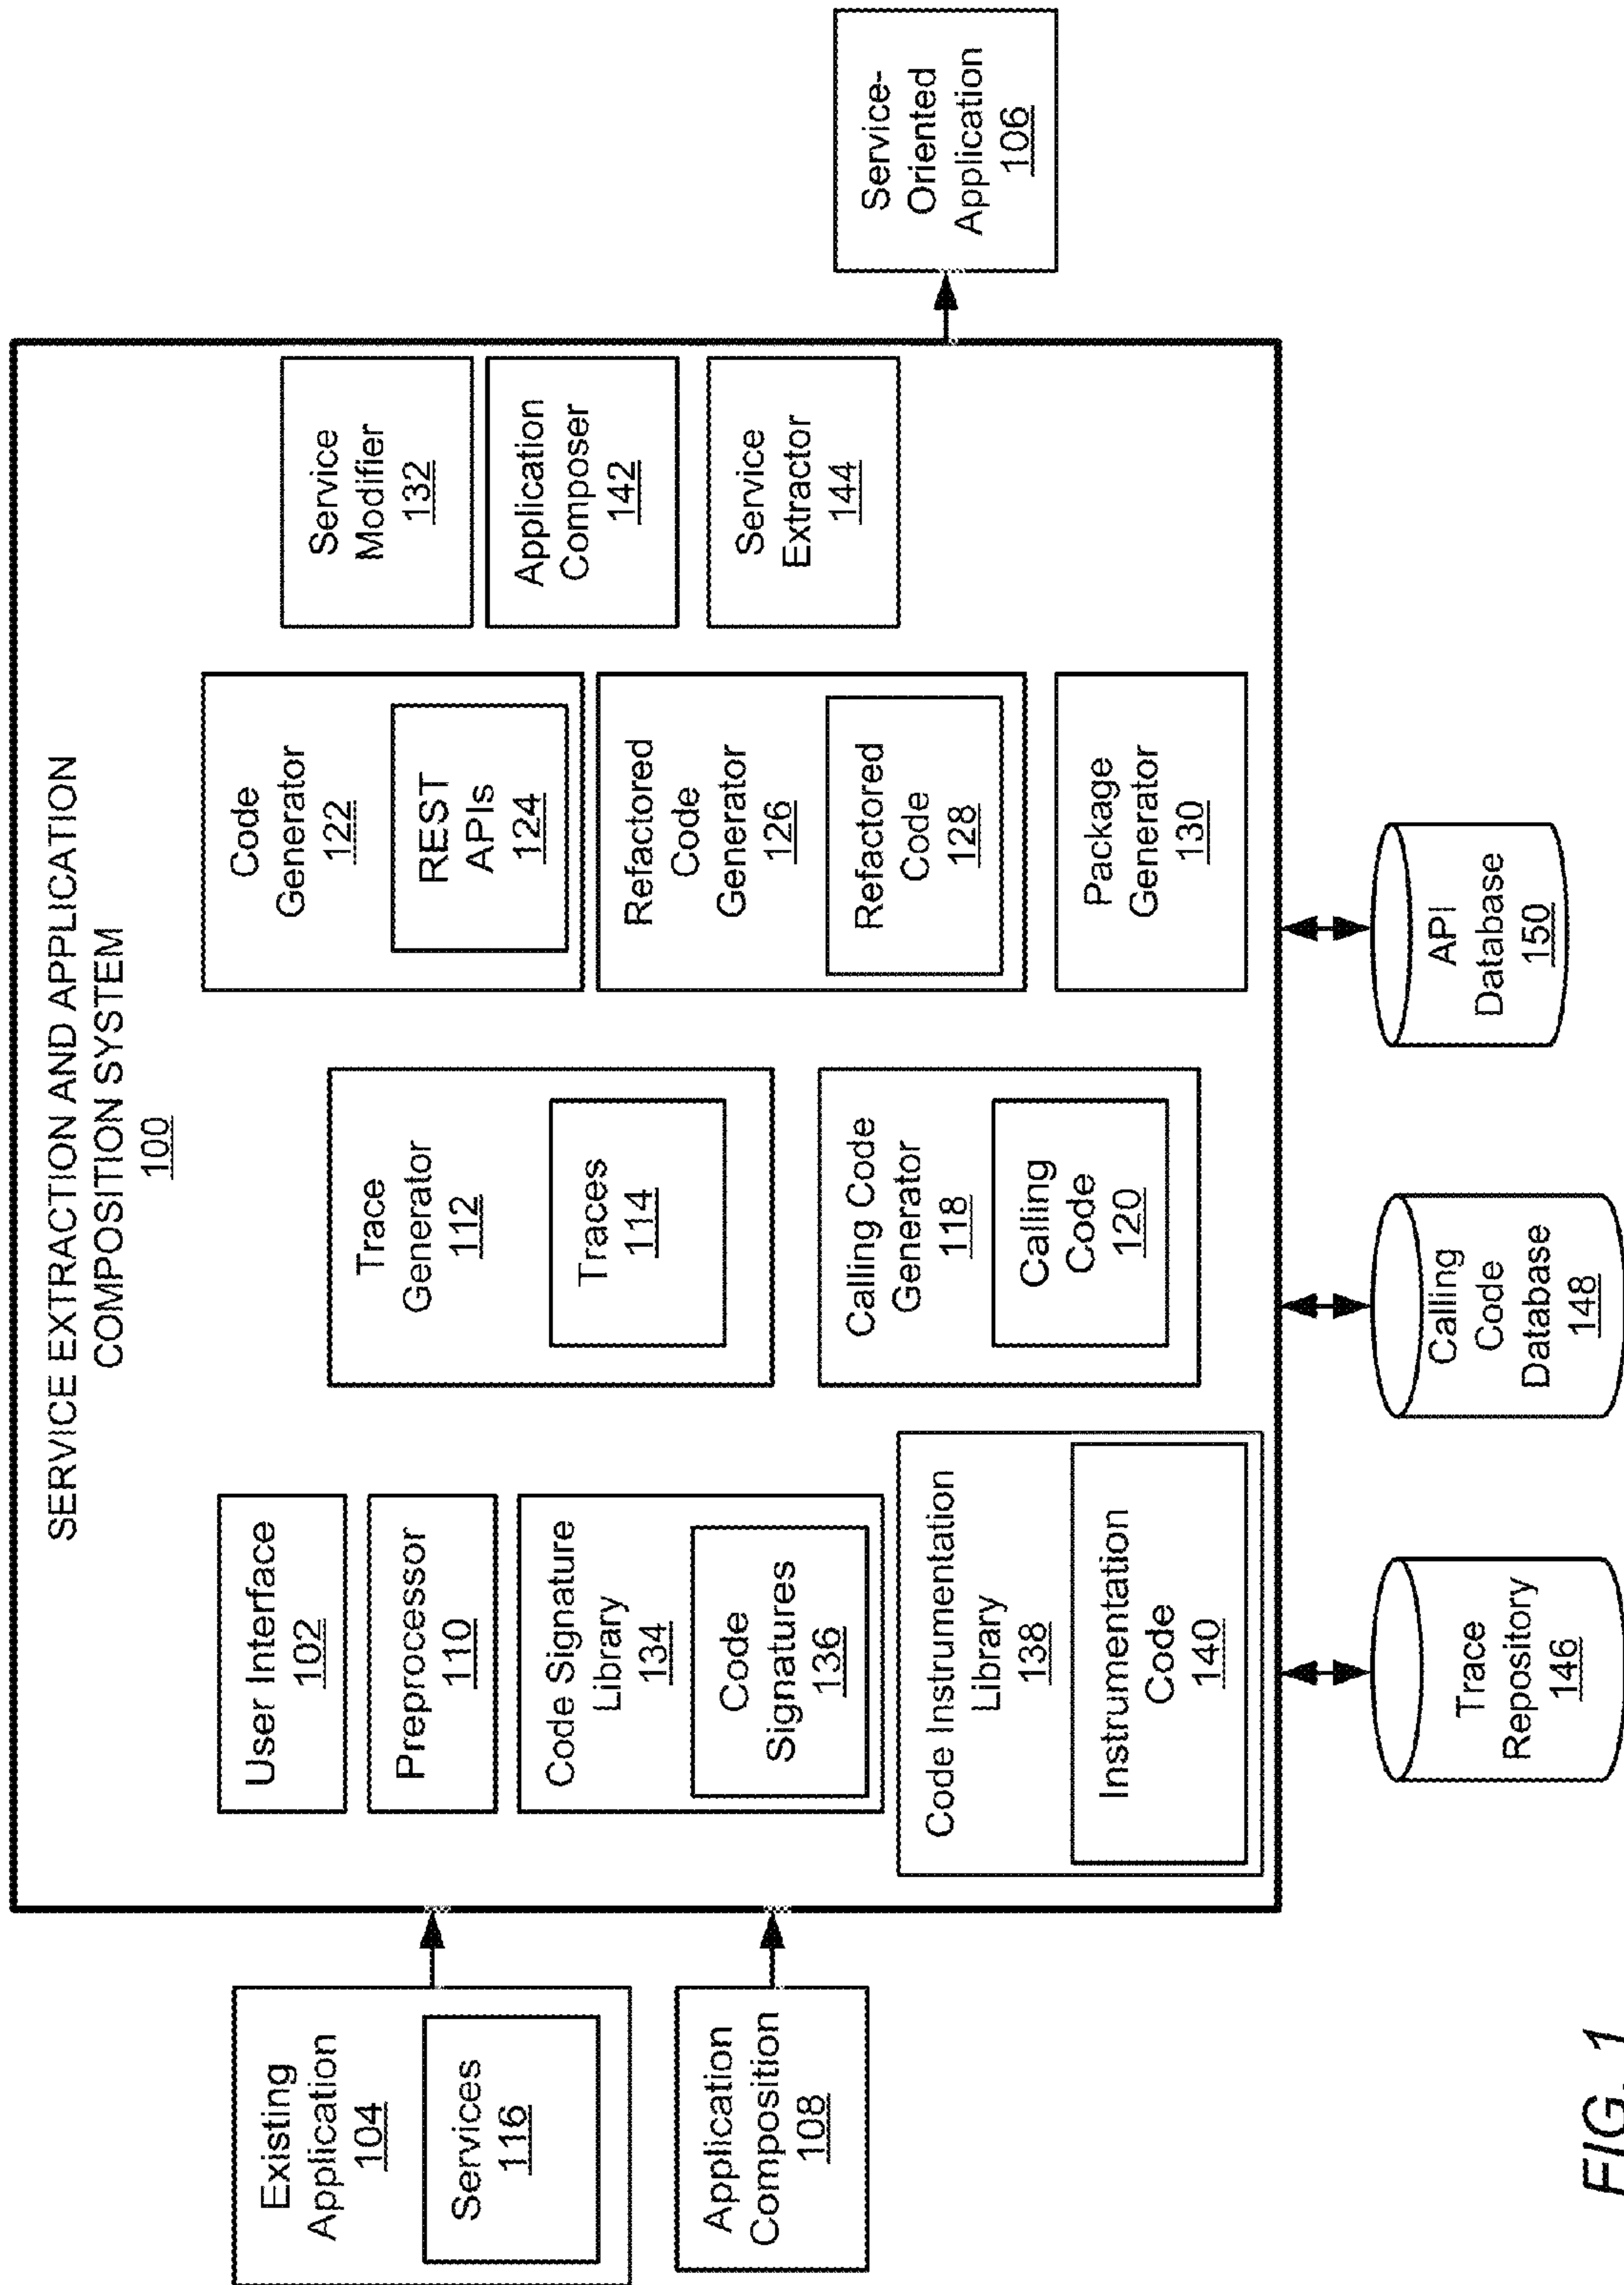 SERVICE EXTRACTION AND APPLICATION
COMPOSITION SYSTEM
100
Existing
Application
104
Services
116
Application
Composition
108
User Interface
102
Preprocessor
110
Code Signature
Library
134
Code
Signatures
136
Code Instrumentation
Library
138
Instrumentation
Code
140
Trace
Generator
112
Traces
114
Calling Code
Generator
118
Calling
Code
120
Code
Generator
122
REST
APIs
124
Refactored
Code
Generator
126
Refactored
Code
128
Package
Generator
130
Service
Modifier
132
Application
Composer
142
Service
Extractor
144
Service-
Oriented
Application
106
Trace
Repository
146
Calling
Code
Database
148
API
Database
150
FIG. 1